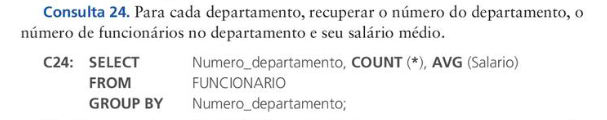 Consulta 24. Para cada departamento, recuperar o número do departamento, o
número de funcionários no departamento e seu salário médio.
C24: SELECT Numero_departamento, COUNT (*), AVG (Salario)
FROM FUNCIONARIO
GROUP BY Numero_departamento;